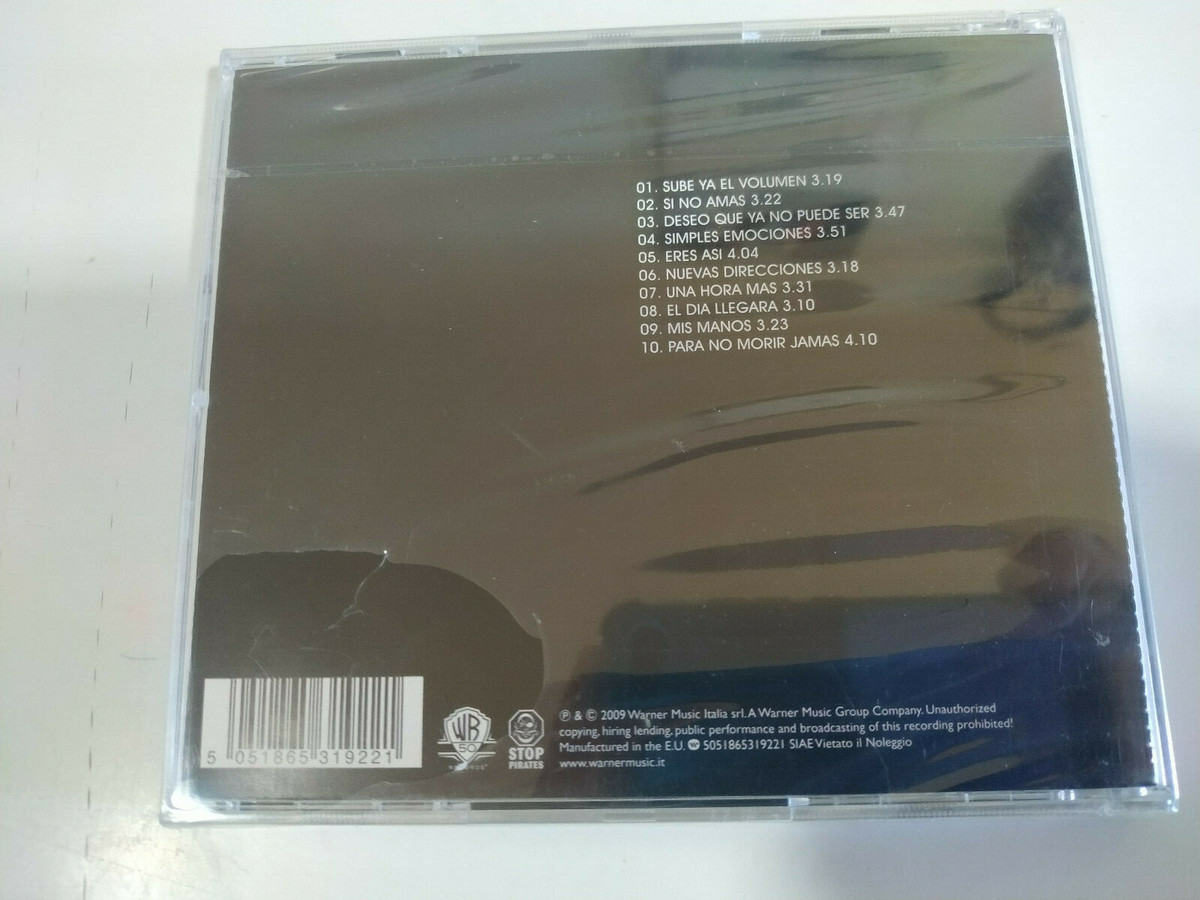 01. SUBE YA EL VOLUMEN 3.19
02. SI NO AMAS 3.22
03. DESEO QUE YA NO PUEDE SER 3.47
04. SIMPLES EMOCIONES 3.51
05. ERES ASI 4.04
06. NUEVAS DIRECCIONES 3.18
07. UNA HORA MAS 3.31
08. EL DIA LLEGARA 3.10
09. MIS MANOS 3.23
10. PARA NO MORIR JAMAS 4.10
5 051865 319221
WB
50
RECORDS
STOP
PIRATES
℗ & © 2009 Warner Music Italia srl. A Warner Music Group Company. Unauthorized
copying, hiring lending, public performance and broadcasting of this recording prohibited!
Manufactured in the E.U. 5051865319221 SIAE Vietato il Noleggio
www.warnermusic.it